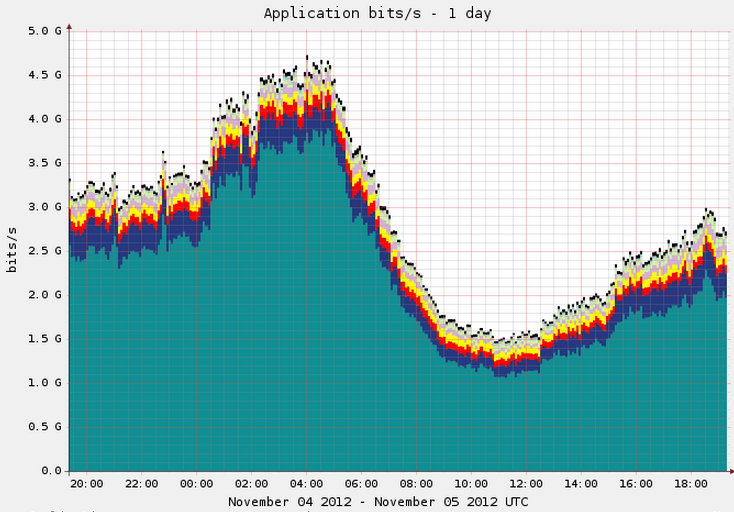 Application bits/s - 1 day
5.0 G
4.5 G
4.0 G
3.5 G
3.0 G
2.5 G
2.0 G
1.5 G
1.0 G
0.5 G
0.0
bits/s
20:00 22:00 00:00 02:00 04:00 06:00 08:00 10:00 12:00 14:00 16:00 18:00
November 04 2012 - November 05 2012 UTC